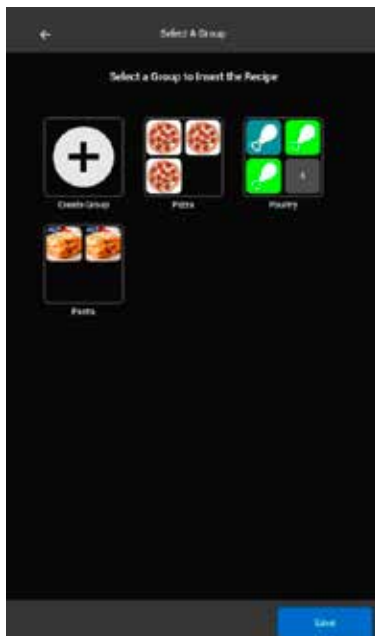 Select A Group
Select a Group to Insert the Recipe
Create Group
Pizza
Poultry
Pasta
Save